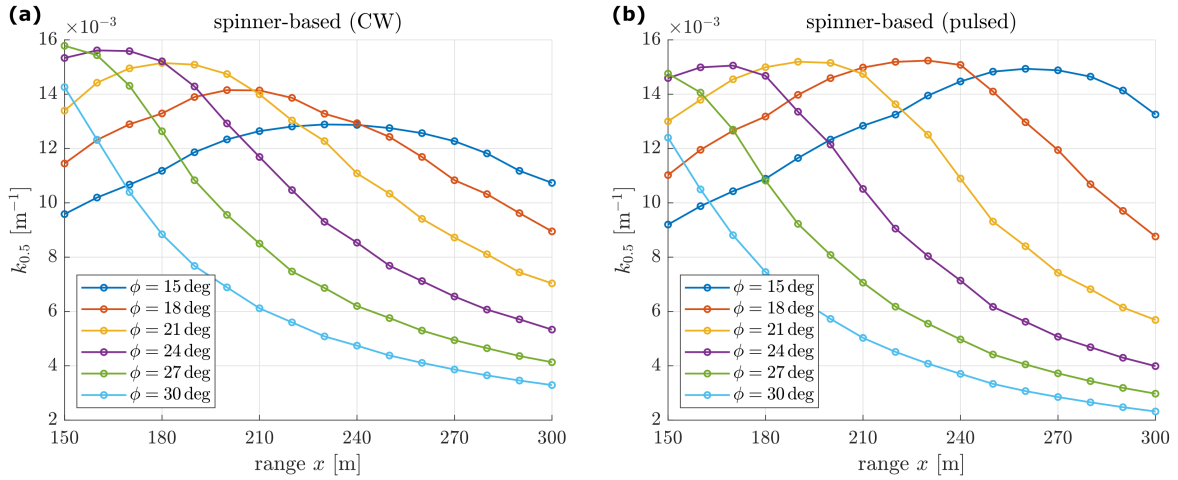 (a)
spinner-based (CW)
×10⁻³
16
14
12
10
8
6
4
2
k₀.₅ [m⁻¹]
ϕ = 15 deg
ϕ = 18 deg
ϕ = 21 deg
ϕ = 24 deg
ϕ = 27 deg
ϕ = 30 deg
150 180 210 240 270 300
range x [m]
(b)
spinner-based (pulsed)
×10⁻³
16
14
12
10
8
6
4
2
k₀.₅ [m⁻¹]
ϕ = 15 deg
ϕ = 18 deg
ϕ = 21 deg
ϕ = 24 deg
ϕ = 27 deg
ϕ = 30 deg
150 180 210 240 270 300
range x [m]